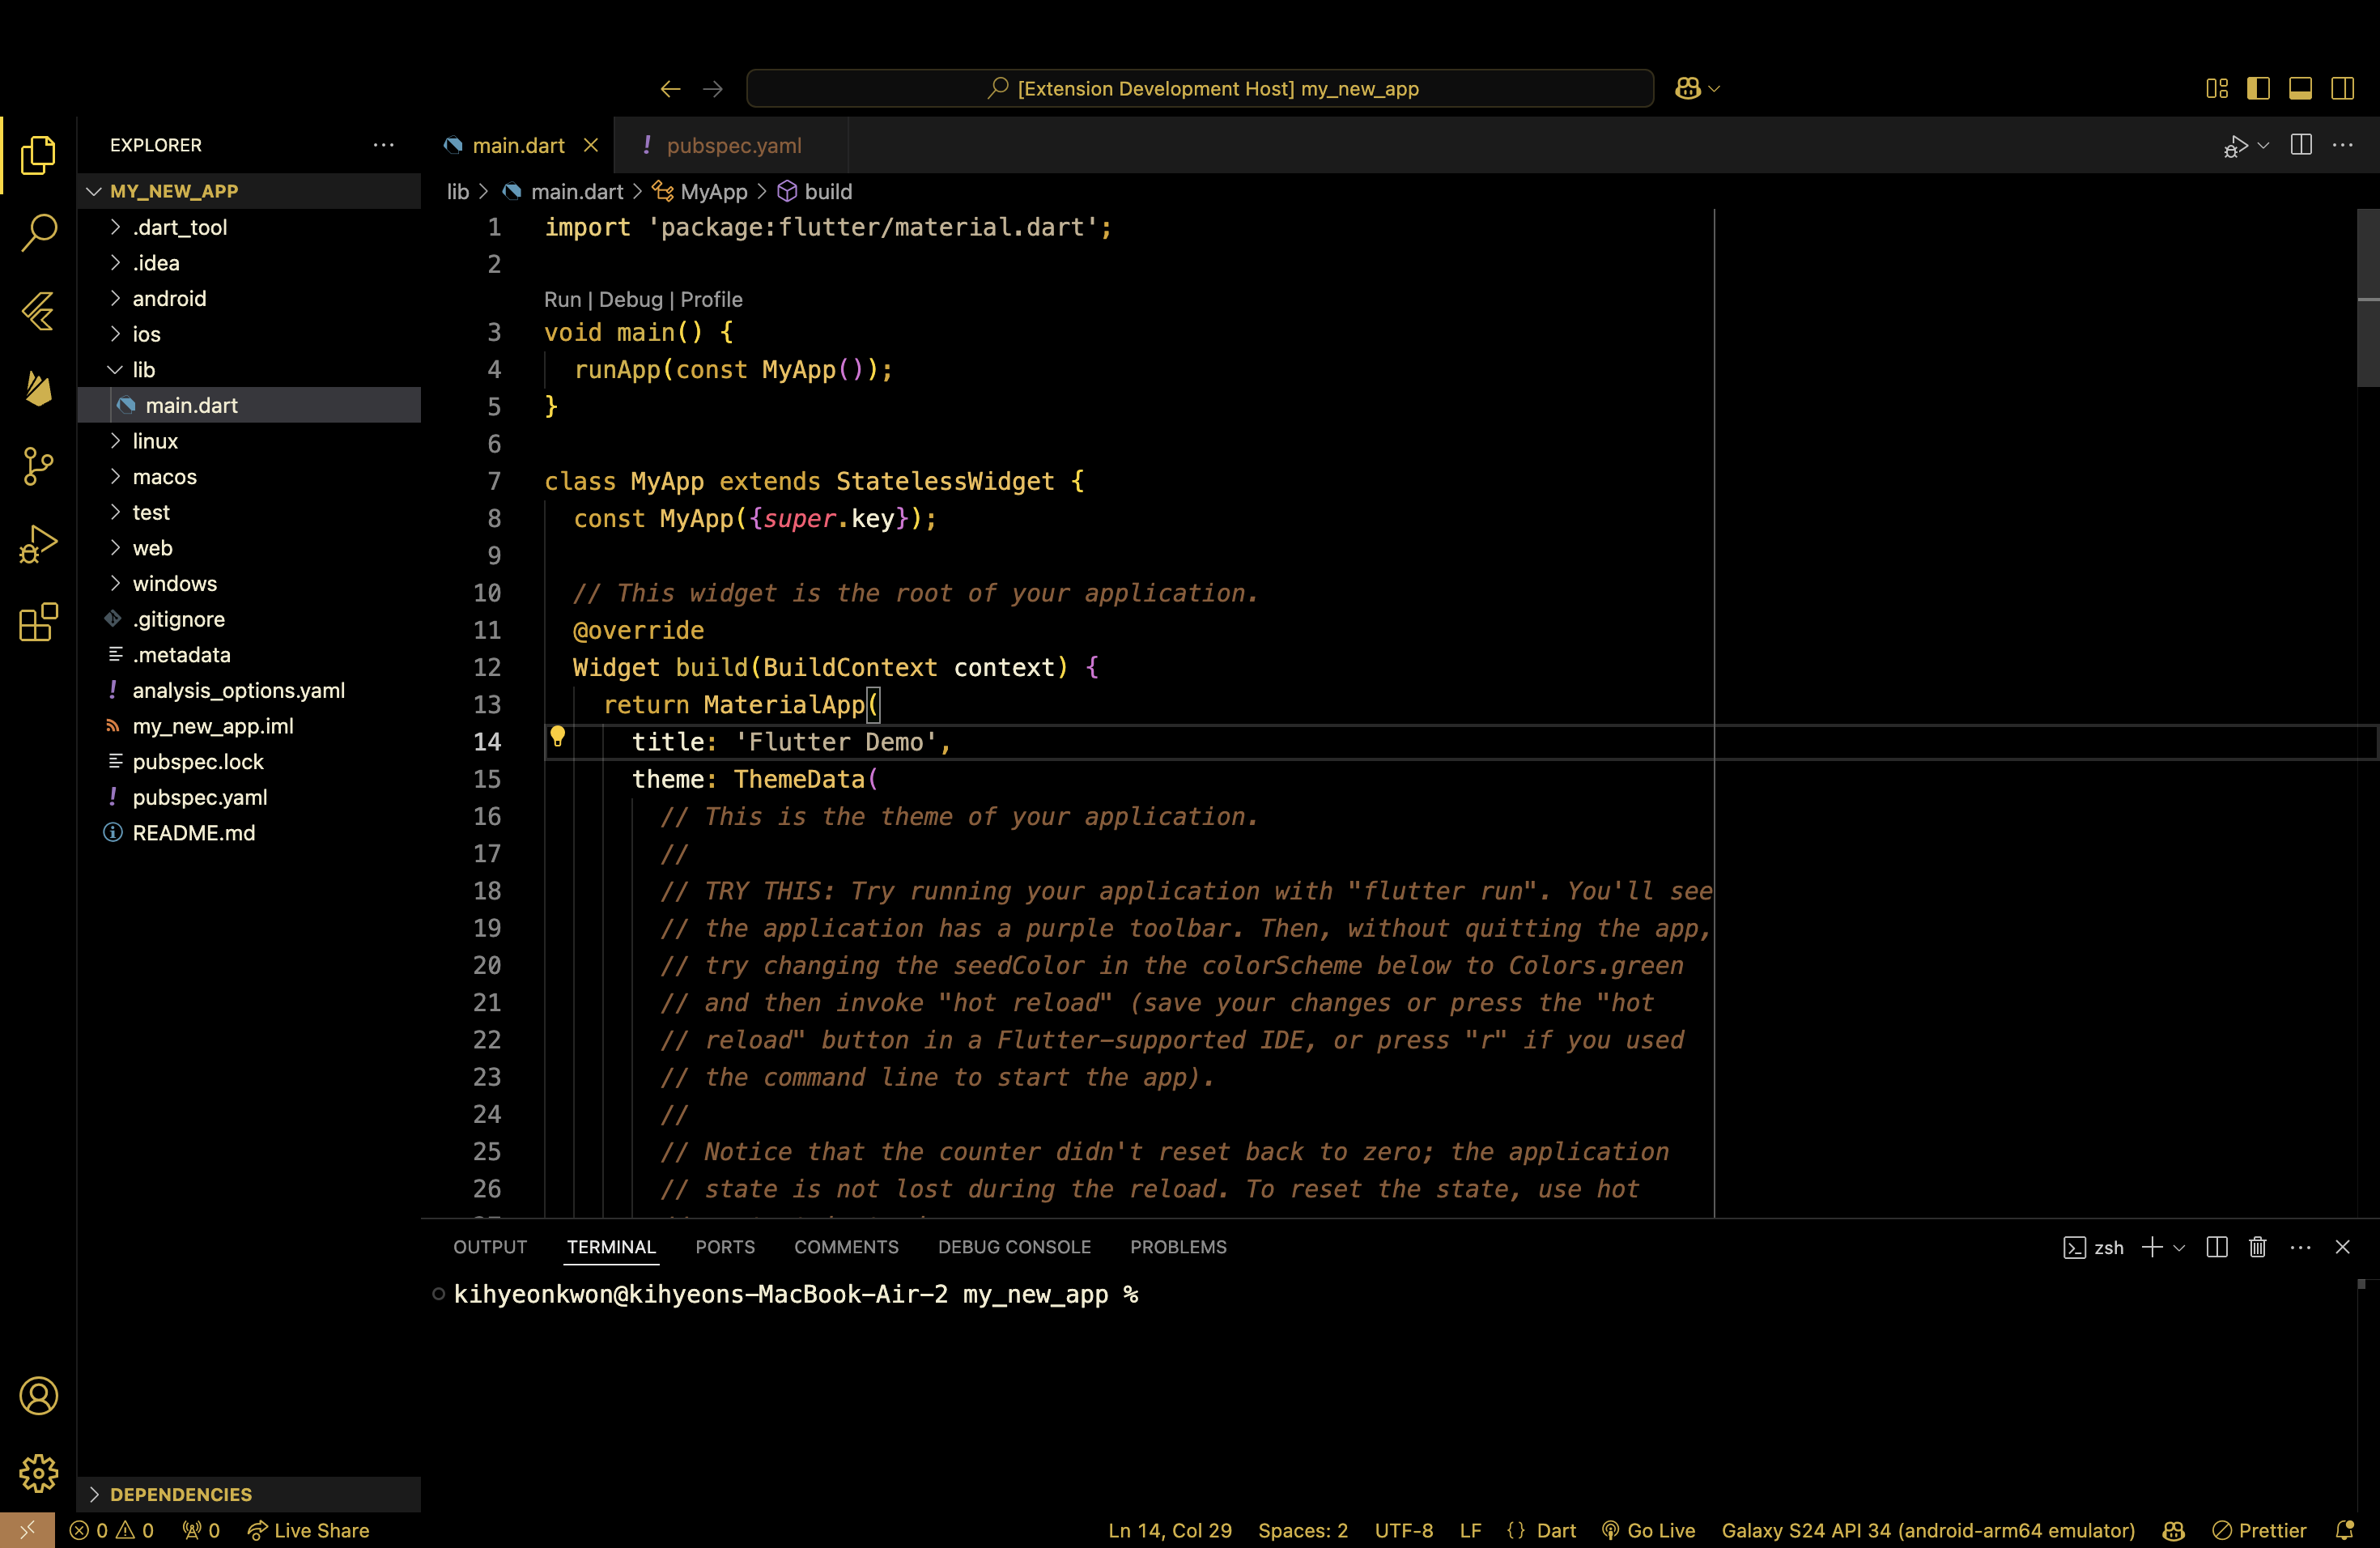 [Extension Development Host] my_new_app
EXPLORER
MY_NEW_APP
.dart_tool
.idea
android
ios
lib
main.dart
linux
macos
test
web
windows
.gitignore
.metadata
analysis_options.yaml
my_new_app.iml
pubspec.lock
pubspec.yaml
README.md
DEPENDENCIES
main.dart
pubspec.yaml
lib > main.dart > MyApp > build
1 import 'package:flutter/material.dart';
2
Run | Debug | Profile
3 void main() {
4 runApp(const MyApp());
5 }
6
7 class MyApp extends StatelessWidget {
8 const MyApp({super.key});
9
10 // This widget is the root of your application.
11 @override
12 Widget build(BuildContext context) {
13 return MaterialApp(
14 title: 'Flutter Demo',
15 theme: ThemeData(
16 // This is the theme of your application.
17 //
18 // TRY THIS: Try running your application with "flutter run". You'll see
19 // the application has a purple toolbar. Then, without quitting the app,
20 // try changing the seedColor in the colorScheme below to Colors.green
21 // and then invoke "hot reload" (save your changes or press the "hot
22 // reload" button in a Flutter-supported IDE, or press "r" if you used
23 // the command line to start the app).
24 //
25 // Notice that the counter didn't reset back to zero; the application
26 // state is not lost during the reload. To reset the state, use hot
OUTPUT TERMINAL PORTS COMMENTS DEBUG CONSOLE PROBLEMS zsh
kihyeonkwon@kihyeons-MacBook-Air-2 my_new_app %
0 0 0 Live Share Ln 14, Col 29 Spaces: 2 UTF-8 LF {} Dart Go Live Galaxy S24 API 34 (android-arm64 emulator) Prettier